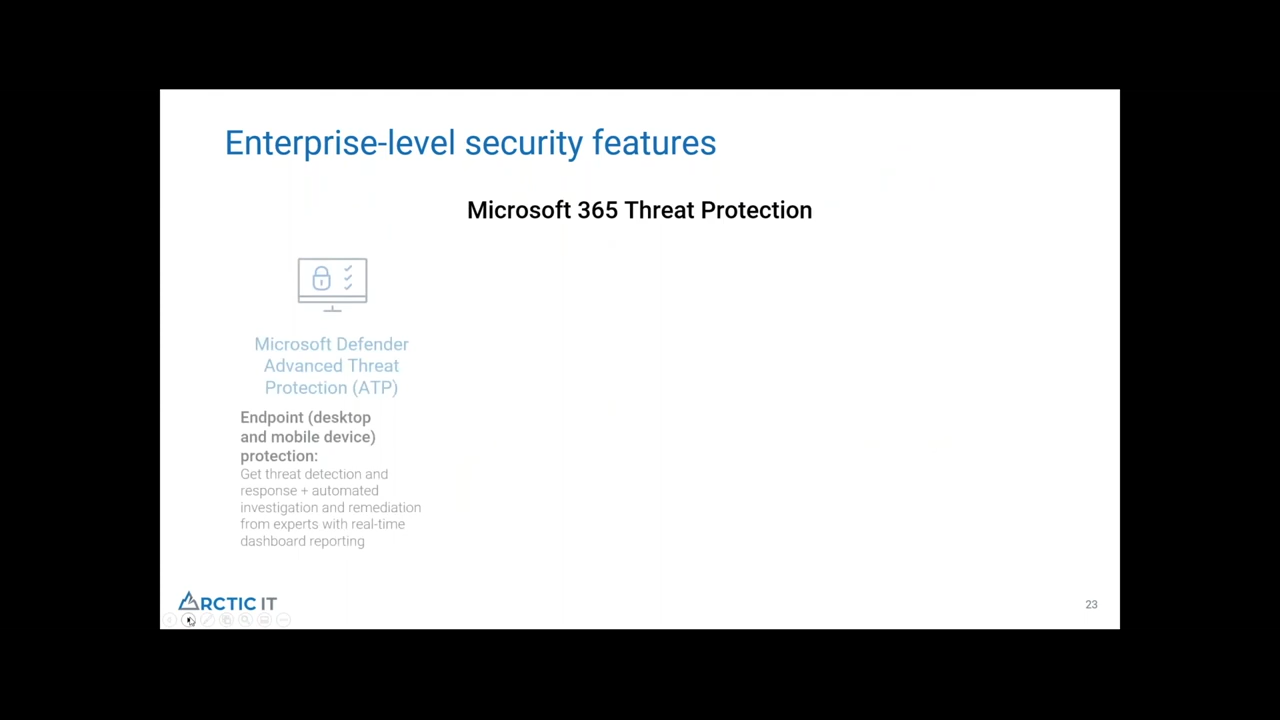 Enterprise-level security features
Microsoft 365 Threat Protection
Microsoft Defender
Advanced Threat
Protection (ATP)
Endpoint (desktop
and mobile device)
protection:
Get threat detection and
response + automated
investigation and remediation
from experts with real-time
dashboard reporting
ARCTIC IT
23